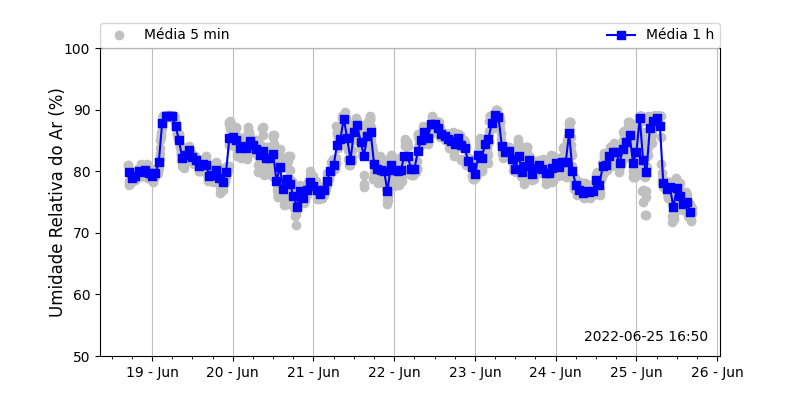 Média 5 min
Média 1 h
Umidade Relativa do Ar (%)
100
90
80
70
60
50
2022-06-25 16:50
19 - Jun
20 - Jun
21 - Jun
22 - Jun
23 - Jun
24 - Jun
25 - Jun
26 - Jun